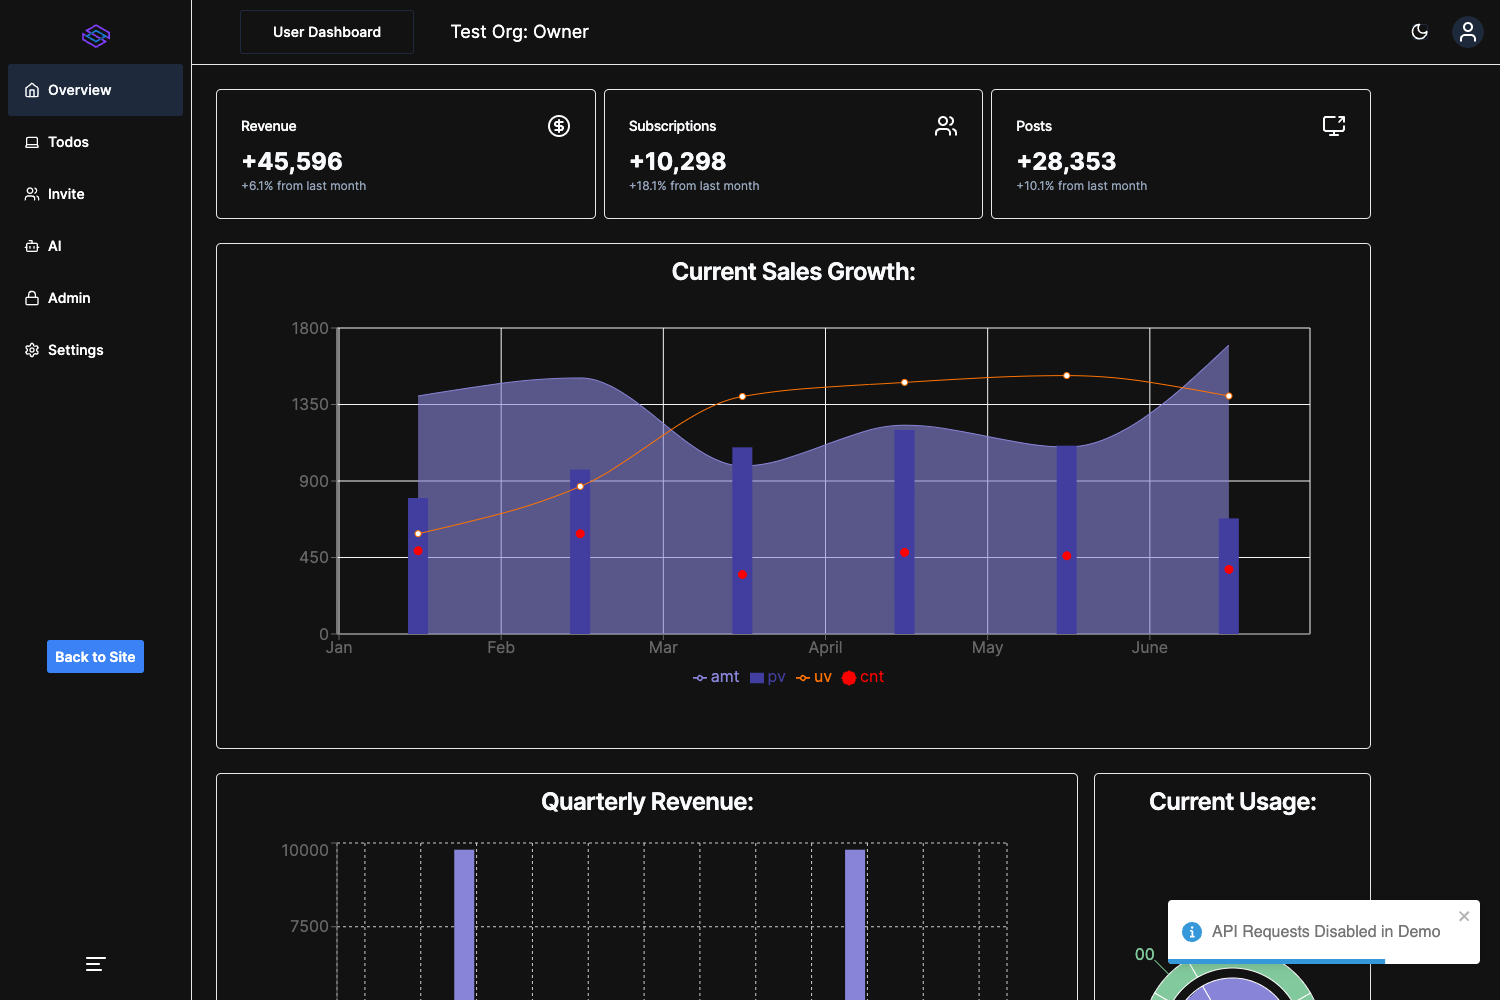 User Dashboard
Test Org: Owner
Overview
Todos
Invite
AI
Admin
Settings
Back to Site
Revenue
+45,596
+6.1% from last month
Subscriptions
+10,298
+18.1% from last month
Posts
+28,353
+10.1% from last month
Current Sales Growth:
1800
1350
900
450
0
Jan Feb Mar April May June
amt pv uv cnt
Quarterly Revenue:
10000
7500
Current Usage:
00
API Requests Disabled in Demo